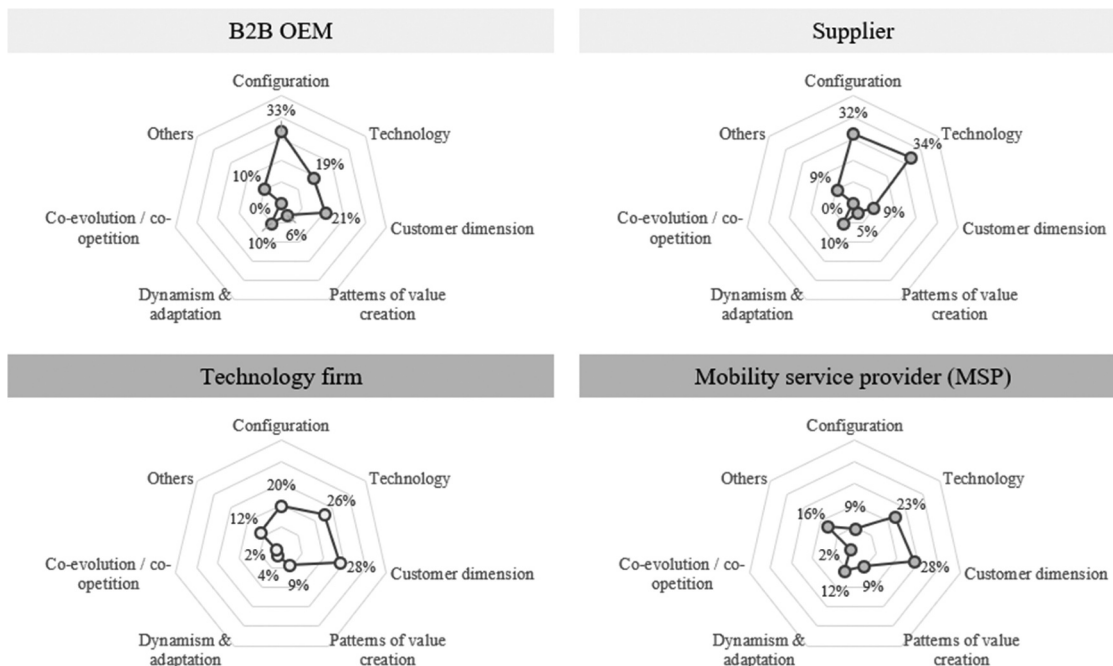 B2B OEM
Configuration
33%
Others
Technology
19%
10%
0%
21%
Co-evolution / co-
opetition
Customer dimension
6%
10%
Dynamism &
adaptation
Patterns of value
creation
Supplier
Configuration
32%
Others
Technology
34%
9%
0%
9%
Co-evolution / co-
opetition
Customer dimension
5%
10%
Dynamism &
adaptation
Patterns of value
creation
Technology firm
Configuration
Others
Technology
20%
26%
12%
2%
28%
Co-evolution / co-
opetition
Customer dimension
4%
9%
Dynamism &
adaptation
Patterns of value
creation
Mobility service provider (MSP)
Configuration
Others
Technology
9%
23%
16%
2%
28%
Co-evolution / co-
opetition
Customer dimension
12%
9%
Dynamism &
adaptation
Patterns of value
creation